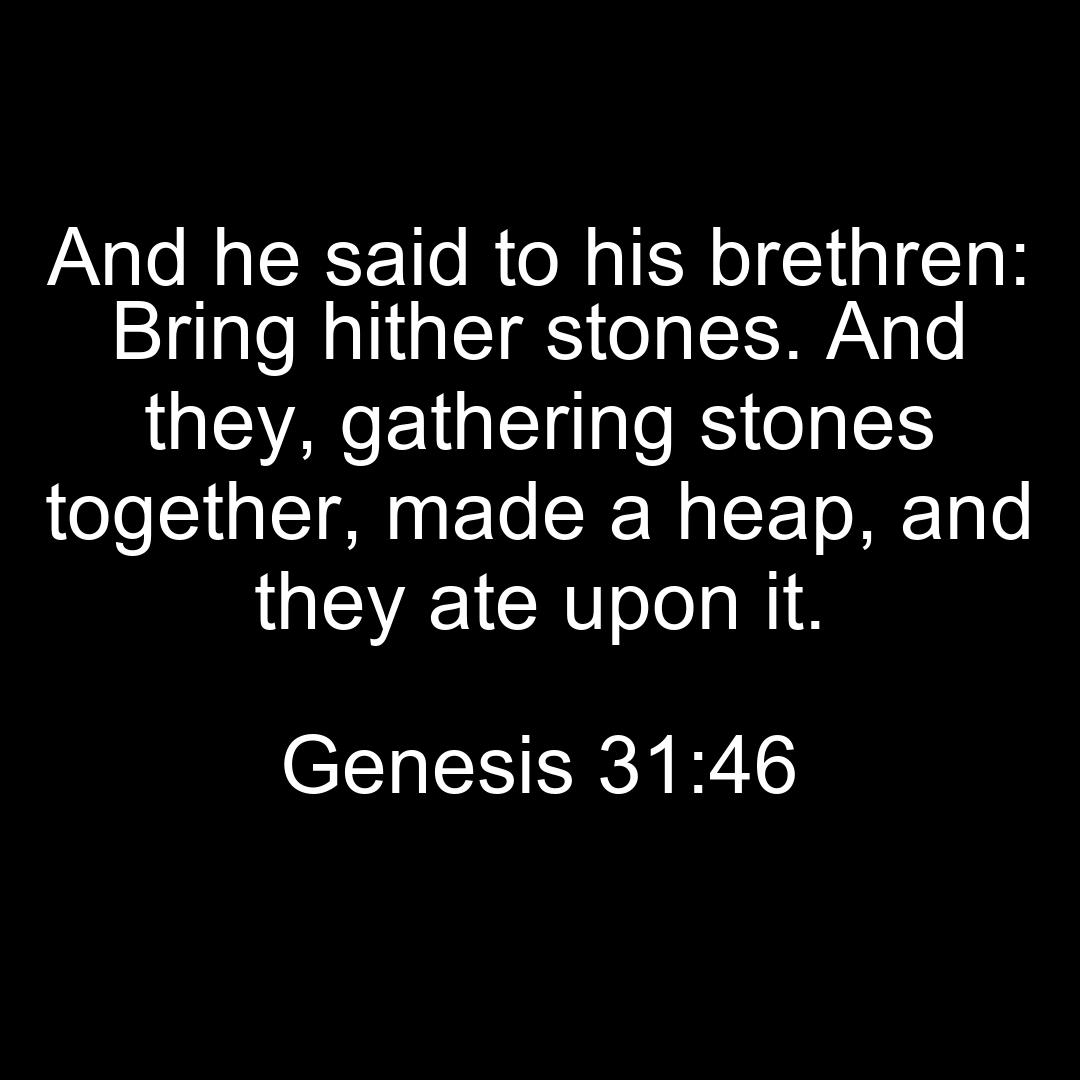 And he said to his brethren:
Bring hither stones. And
they, gathering stones
together, made a heap, and
they ate upon it.
Genesis 31:46